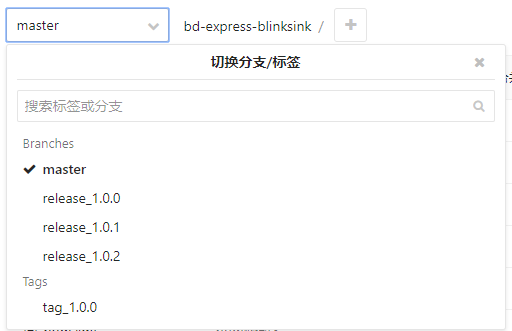 master
bd-express-blinksink /
切换分支/标签
搜索标签或分支
Branches
master
release_1.0.0
release_1.0.1
release_1.0.2
Tags
tag_1.0.0